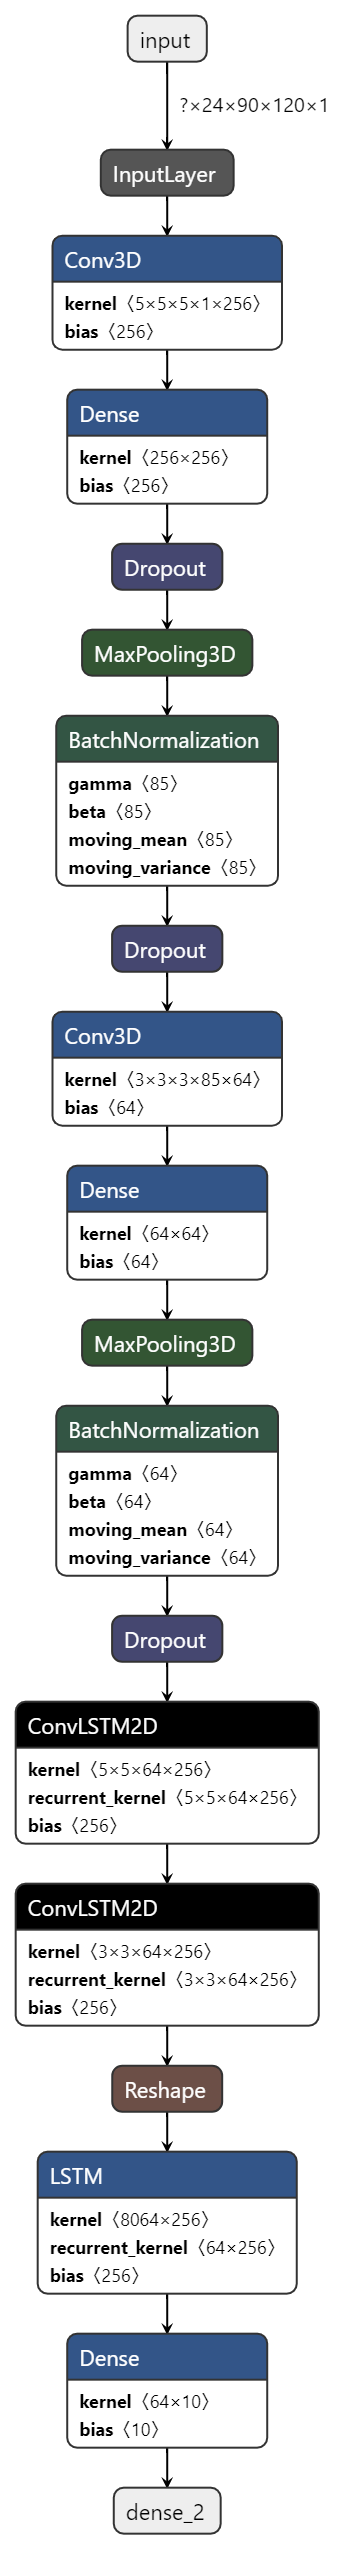 input
?×24×90×120×1
InputLayer
Conv3D
kernel 〈5×5×5×1×256〉
bias 〈256〉
Dense
kernel 〈256×256〉
bias 〈256〉
Dropout
MaxPooling3D
BatchNormalization
gamma 〈85〉
beta 〈85〉
moving_mean 〈85〉
moving_variance 〈85〉
Dropout
Conv3D
kernel 〈3×3×3×85×64〉
bias 〈64〉
Dense
kernel 〈64×64〉
bias 〈64〉
MaxPooling3D
BatchNormalization
gamma 〈64〉
beta 〈64〉
moving_mean 〈64〉
moving_variance 〈64〉
Dropout
ConvLSTM2D
kernel 〈5×5×64×256〉
recurrent_kernel 〈5×5×64×256〉
bias 〈256〉
ConvLSTM2D
kernel 〈3×3×64×256〉
recurrent_kernel 〈3×3×64×256〉
bias 〈256〉
Reshape
LSTM
kernel 〈8064×256〉
recurrent_kernel 〈64×256〉
bias 〈256〉
Dense
kernel 〈64×10〉
bias 〈10〉
dense_2